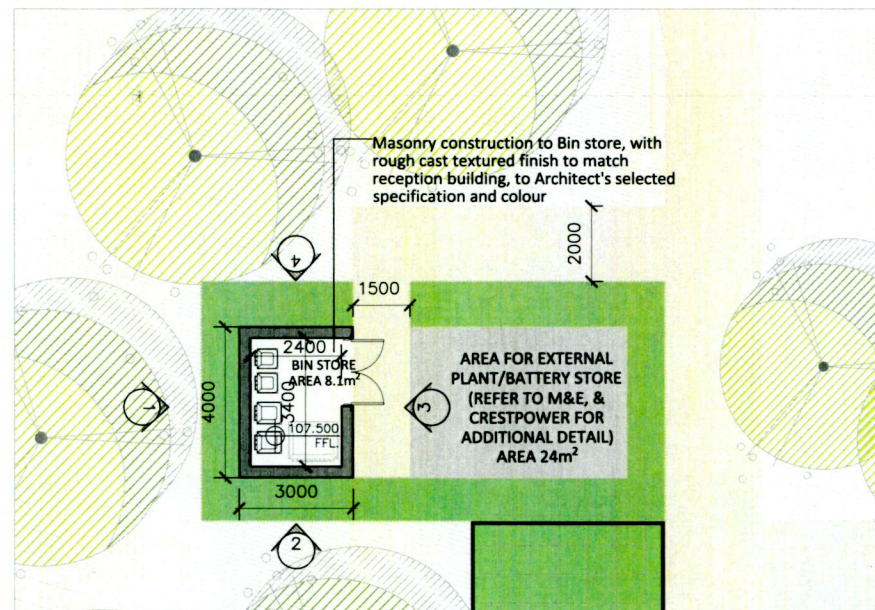 Masonry construction to Bin store, with
rough cast textured finish to match
reception building, to Architect's selected
specification and colour
2000
4
1500
2400
BIN STORE
AREA 8.1m²
3400
4000
1
3
107.500
FFL.
3000
2
AREA FOR EXTERNAL
PLANT/BATTERY STORE
(REFER TO M&E, &
CRESTPOWER FOR
ADDITIONAL DETAIL)
AREA 24m²